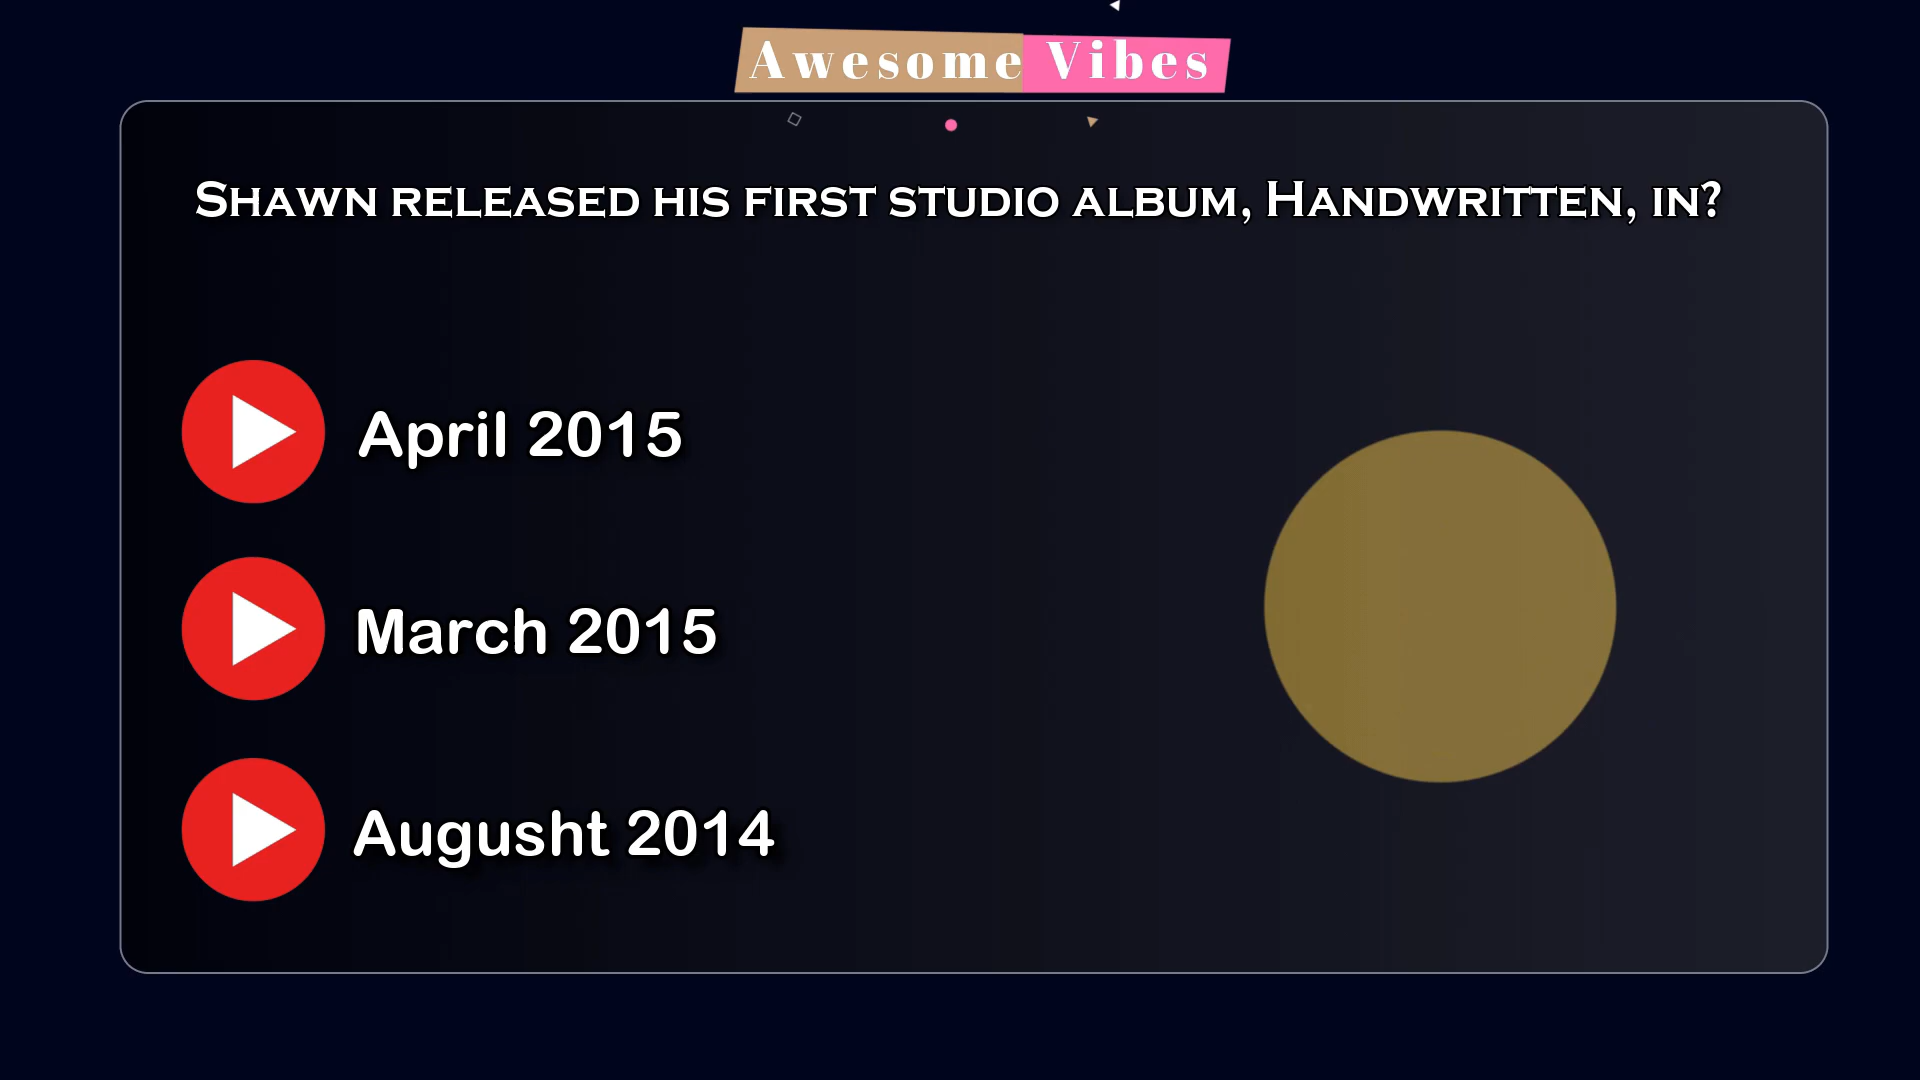 Awesome Vibes
Shawn released his first studio album, Handwritten, in?
April 2015
March 2015
Augusht 2014